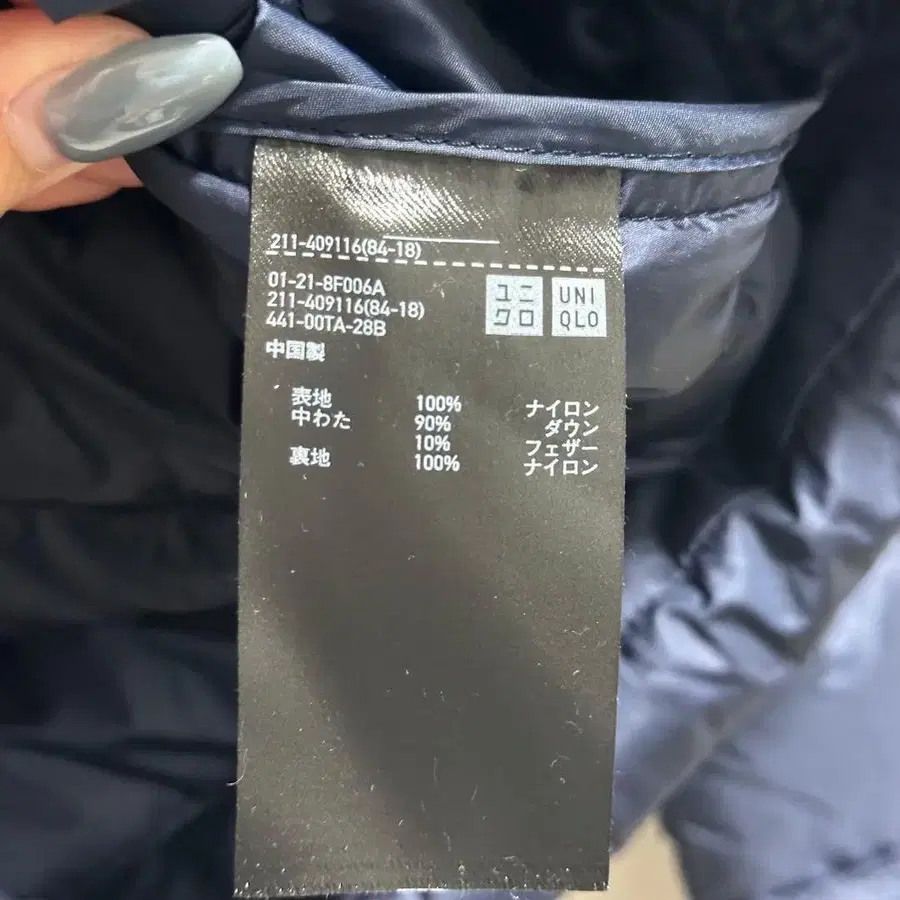 211-409116(84-18)
01-21-8F006A
211-409116(84-18)
441-00TA-28B
ユニクロ
UNIQLO
中国製
表地 100% ナイロン
中わた 90% ダウン
10% フェザー
裏地 100% ナイロン